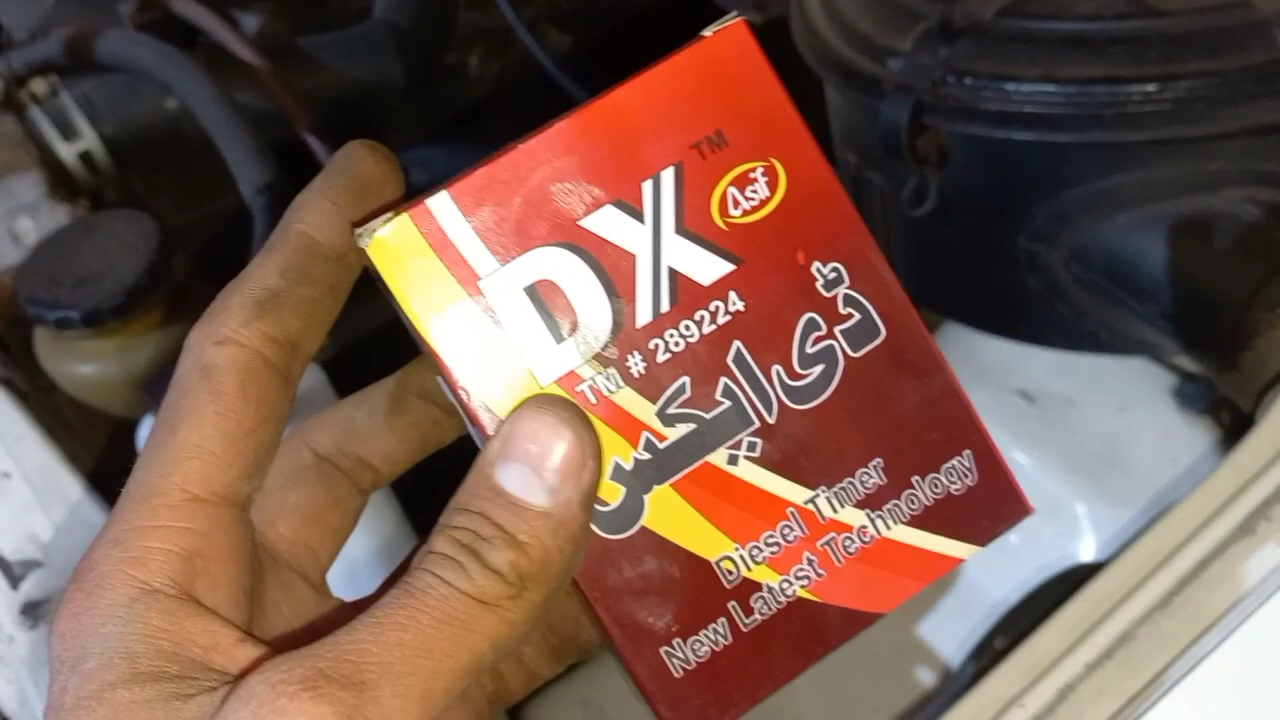 DX TM
Asif
TM # 289224
ڈی ایکس
Diesel Timer
New Latest Technology